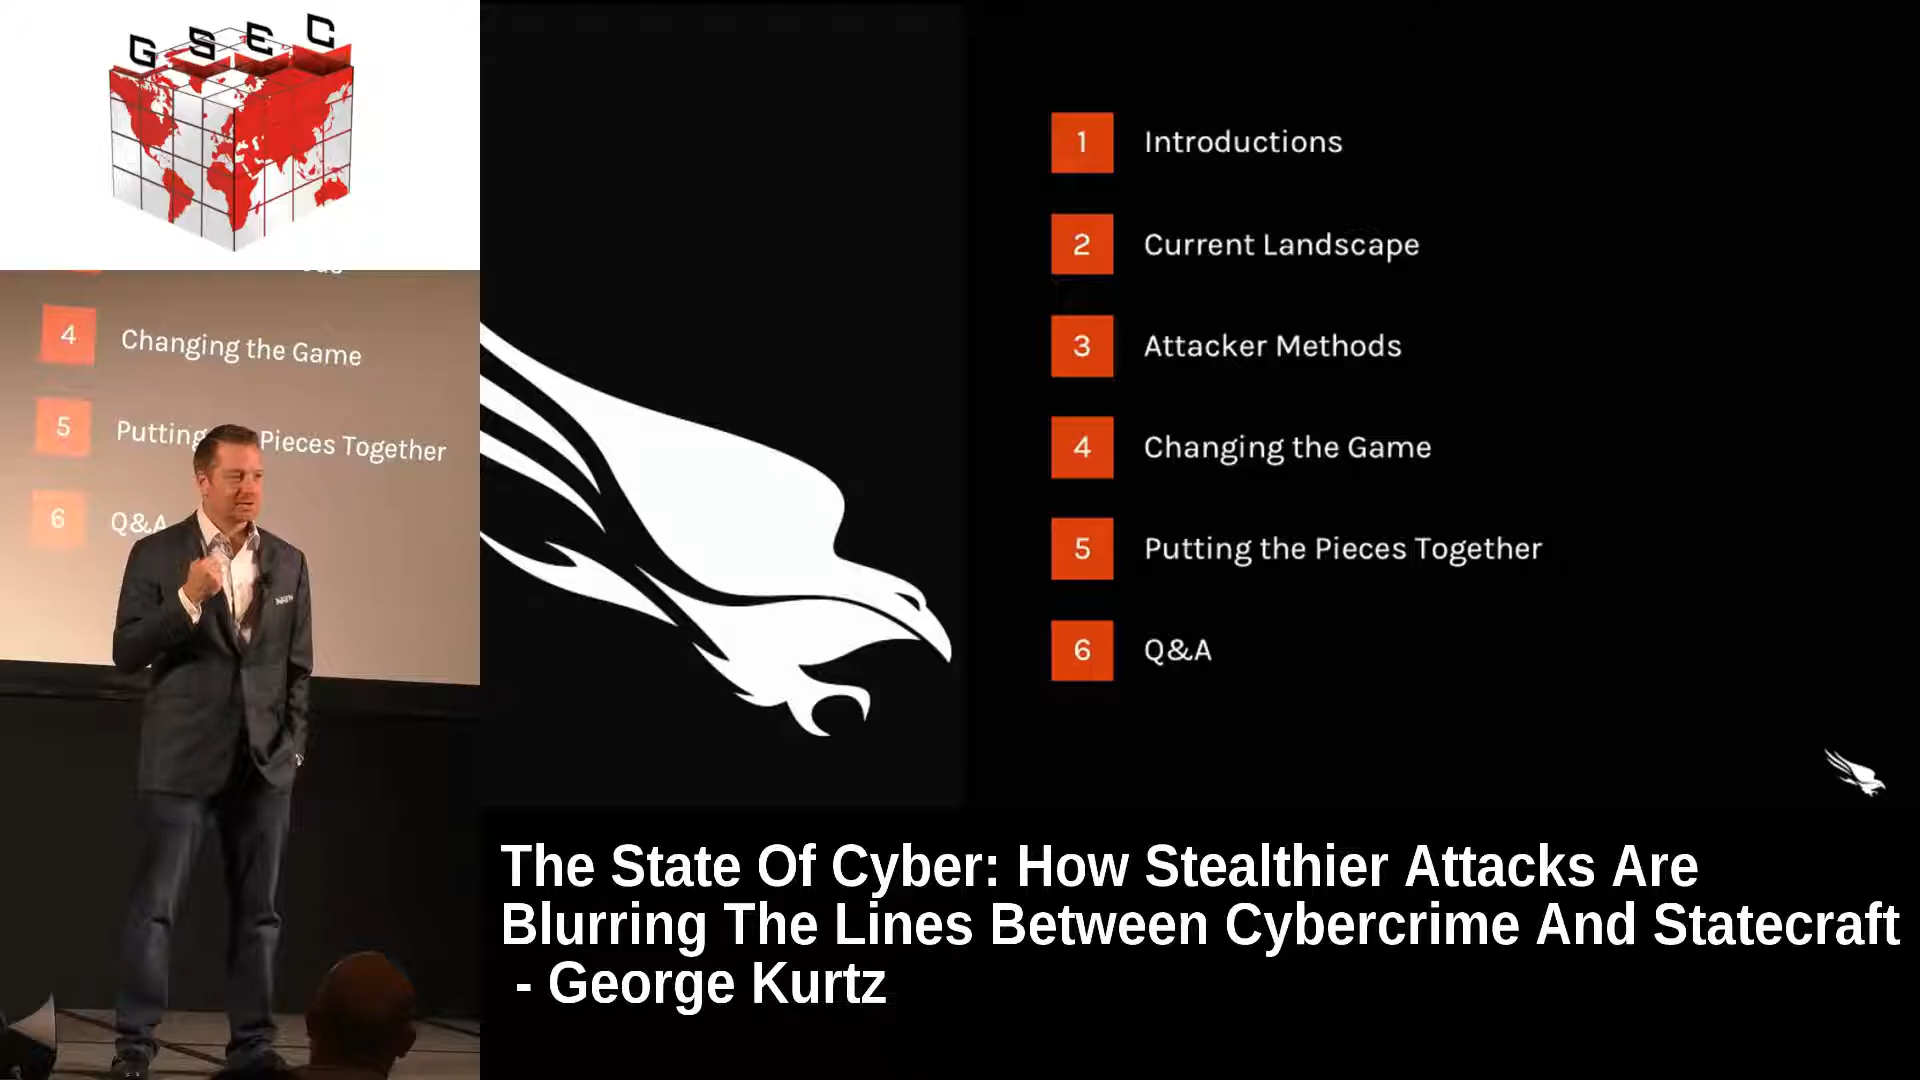 GSEC
4 Changing the Game
5 Putting Pieces Together
6 Q&A
1 Introductions
2 Current Landscape
3 Attacker Methods
4 Changing the Game
5 Putting the Pieces Together
6 Q&A
The State Of Cyber: How Stealthier Attacks Are
Blurring The Lines Between Cybercrime And Statecraft
- George Kurtz